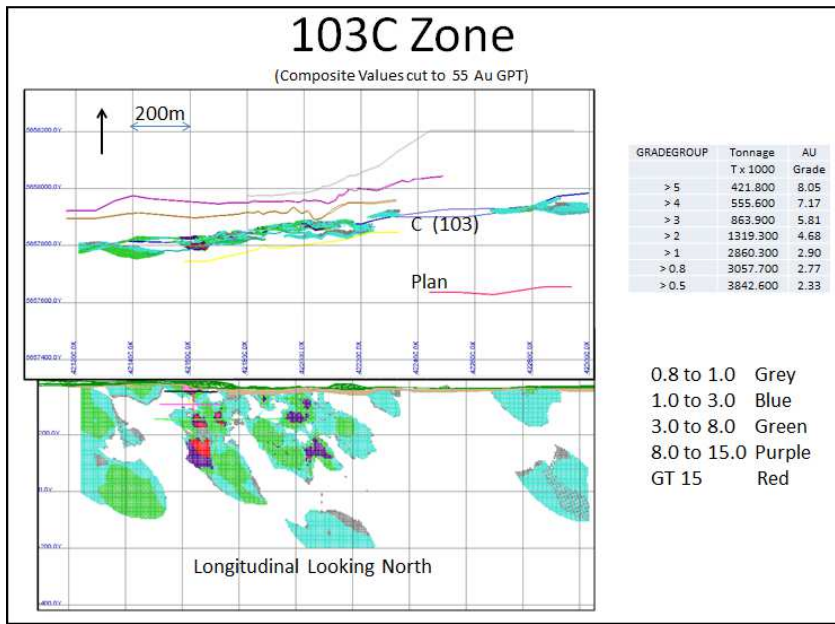 103C Zone
(Composite Values cut to 55 Au GPT)
200m
C (103)
Plan
Longitudinal Looking North
GRADEGROUP Tonnage AU
T x 1000 Grade
> 5 421.800 8.05
> 4 555.600 7.17
> 3 863.900 5.81
> 2 1319.300 4.68
> 1 2860.300 2.90
> 0.8 3057.700 2.77
> 0.5 3842.600 2.33
0.8 to 1.0 Grey
1.0 to 3.0 Blue
3.0 to 8.0 Green
8.0 to 15.0 Purple
GT 15 Red